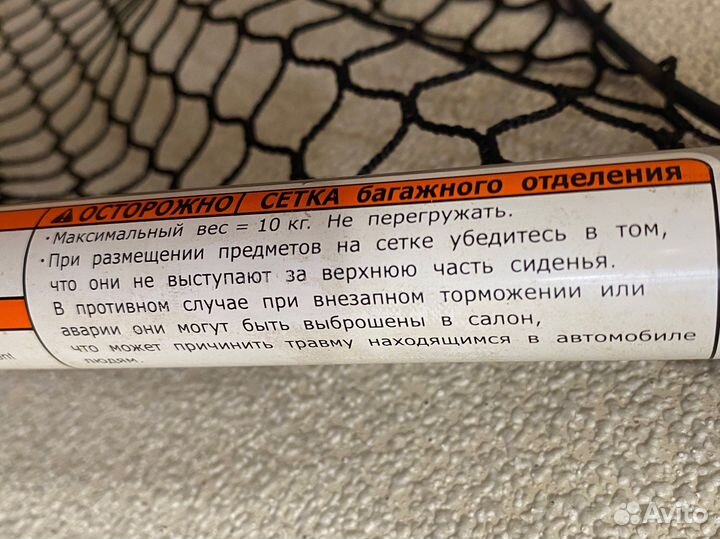 ⚠ ОСТОРОЖНО! СЕТКА багажного отделения
·Максимальный вес = 10 кг. Не перегружать.
·При размещении предметов на сетке убедитесь в том,
что они не выступают за верхнюю часть сиденья.
В противном случае при внезапном торможении или
аварии они могут быть выброшены в салон,
что может причинить травму находящимся в автомобиле
людям.
Avito